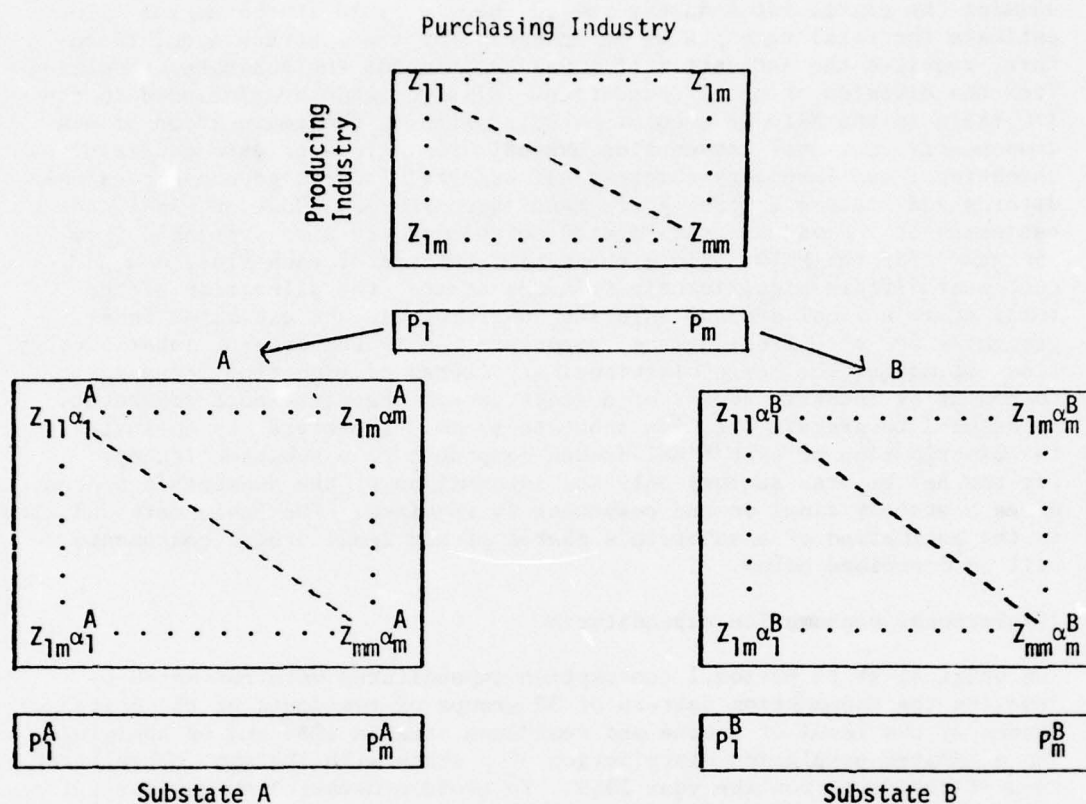 Purchasing Industry
Producing Industry
Z₁₁ . . . . . . . . Z₁ₘ
Z₁ₘ . . . . . . . . Zₘₘ
P₁ Pₘ
A B
Z₁₁α₁ᴬ . . . . . . . Z₁ₘαₘᴬ
Z₁ₘα₁ᴬ . . . . . . . Zₘₘαₘᴬ
P₁ᴬ Pₘᴬ
Substate A
Z₁₁α₁ᴮ . . . . . . . Z₁ₘαₘᴮ
Z₁ₘα₁ᴮ . . . . . . . Zₘₘαₘᴮ
P₁ᴮ Pₘᴮ
Substate B